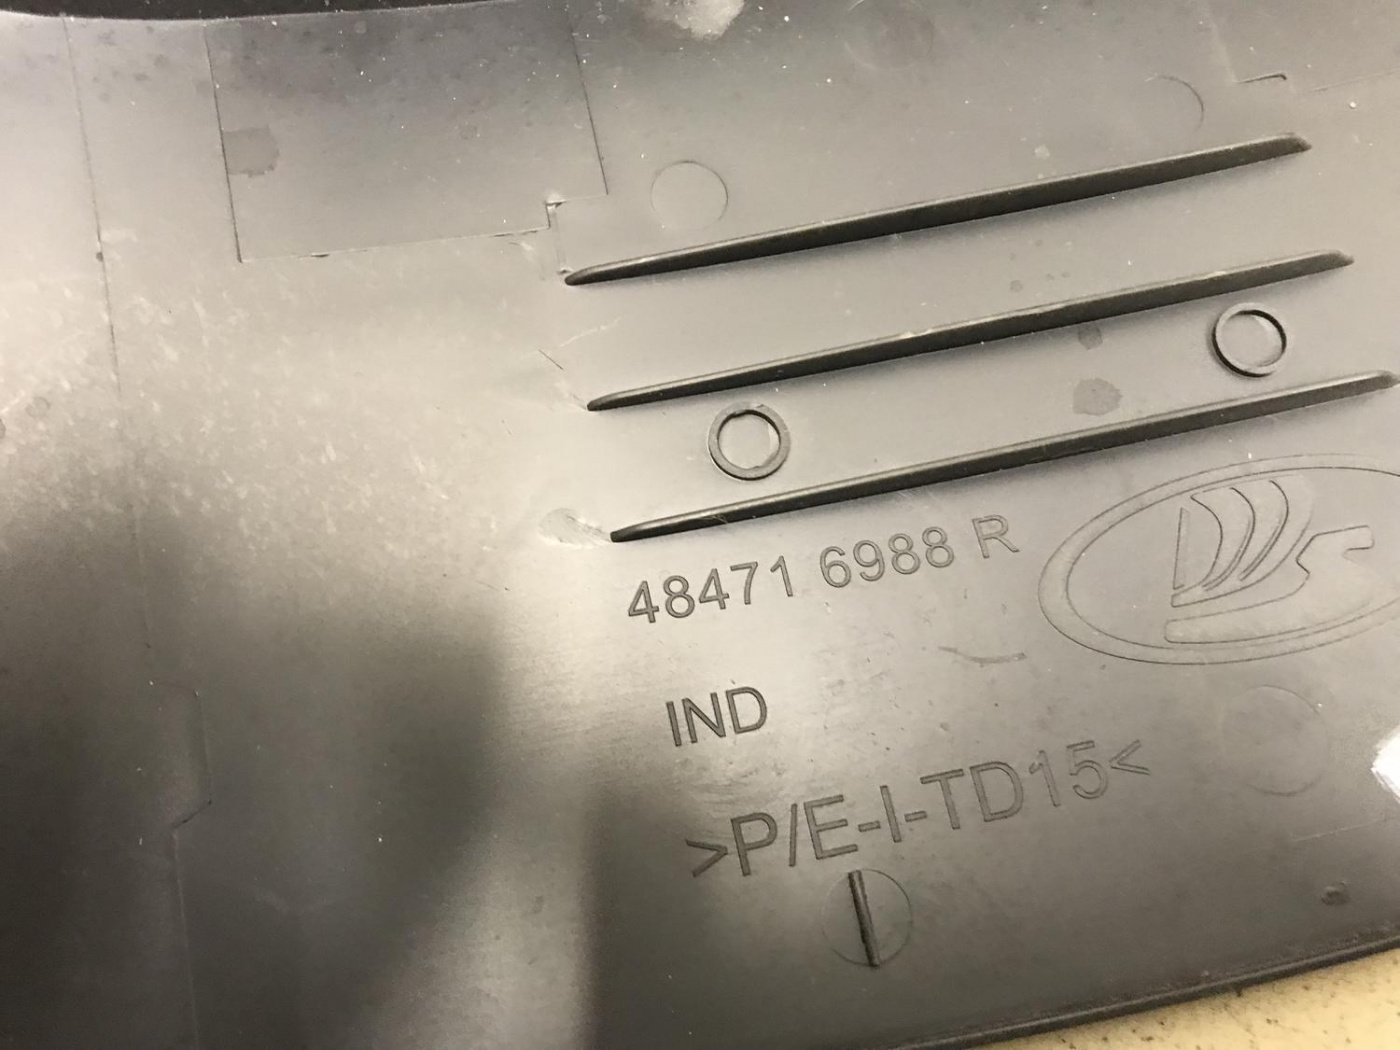 48471 6988 R
IND
>P/E-I-TD15<